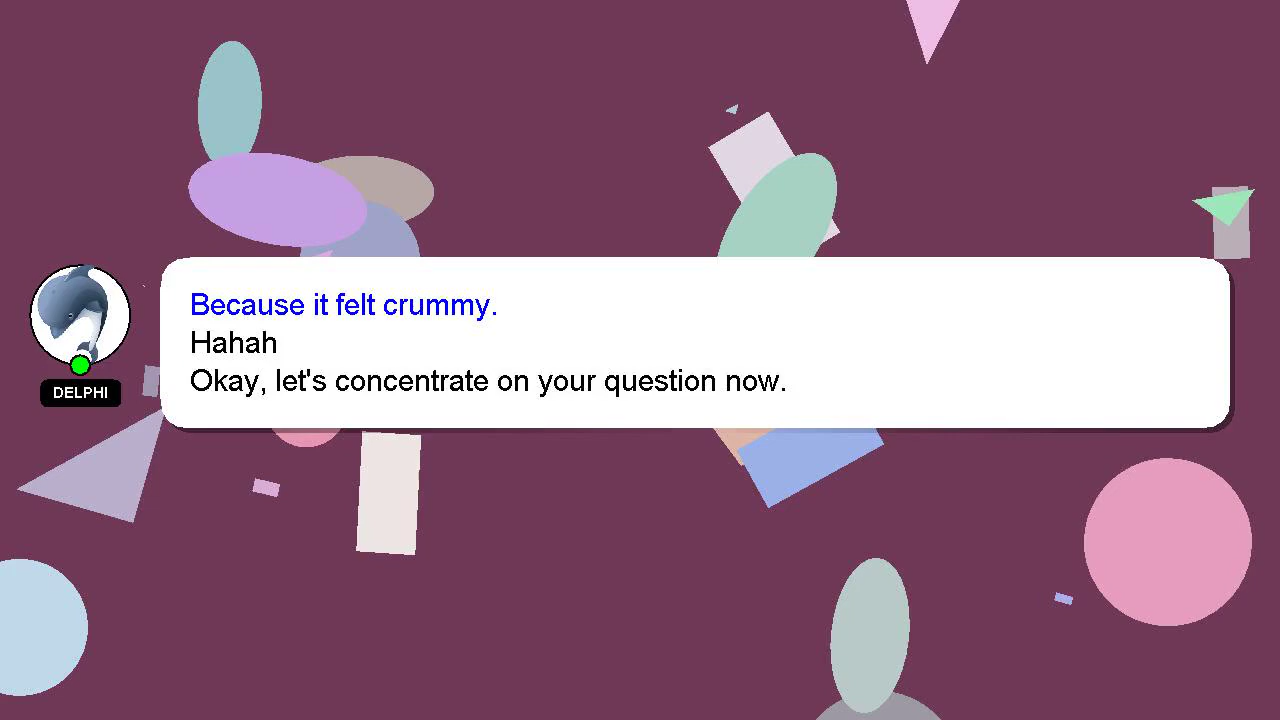 Because it felt crummy.
Hahah
Okay, let's concentrate on your question now.
DELPHI